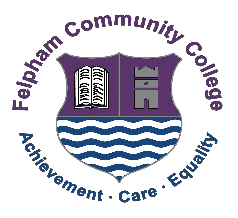 Felpham Community College
Achievement · Care · Equality